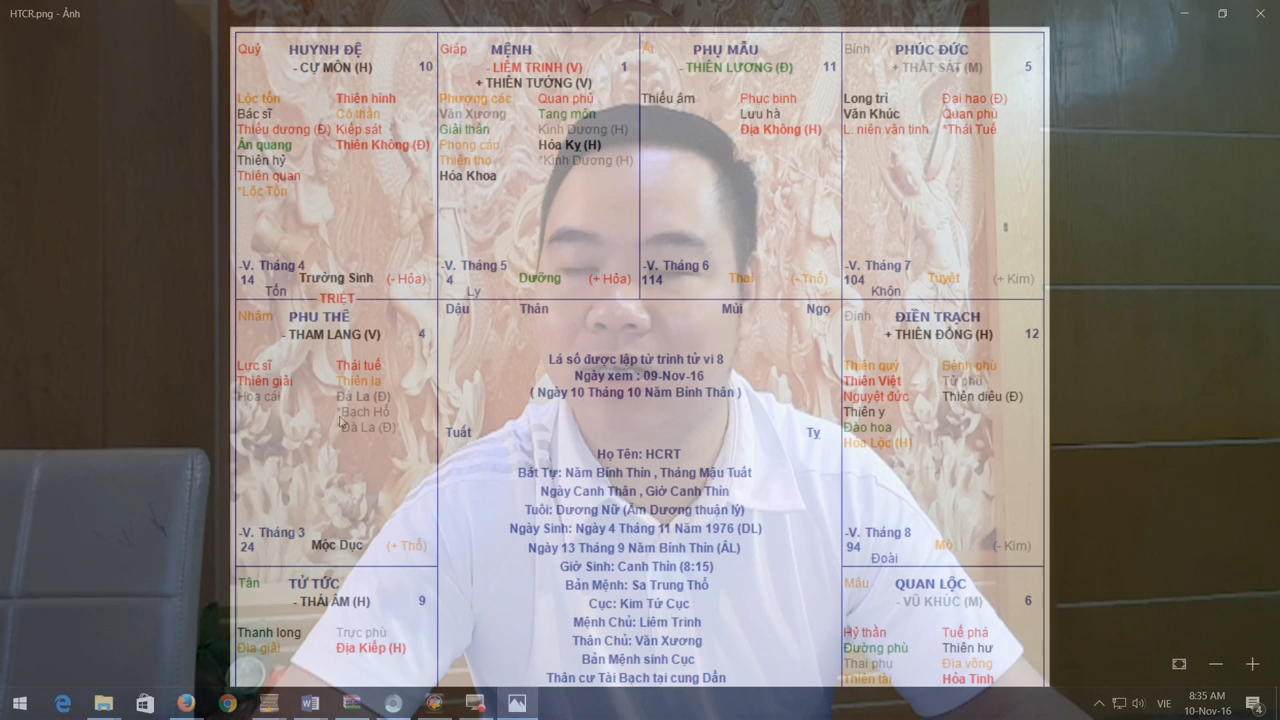 HTCR.png - Ảnh
Quý HUYNH ĐỆ
- CỰ MÔN (H) 10
Lộc tồn Thiên hình
Bác sĩ Cô thần
Thiếu dương (Đ) Kiếp sát
Ân quang Thiên Không (Đ)
Thiên hỷ
Thiên quan
*Lộc Tồn
-V. Tháng 4
14 Trường Sinh (- Hỏa)
Tốn
Giáp MỆNH
- LIÊM TRINH (V) 1
+ THIÊN TƯỚNG (V)
Phượng các Quan phủ
Văn Xương Tang môn
Giải thần Kình Dương (H)
Phong cáo Hóa Kỵ (H)
Thiên thọ *Kình Dương (H)
Hóa Khoa
-V. Tháng 5
4 Dưỡng (+ Hỏa)
Ly
Ất PHỤ MẪU
- THIÊN LƯƠNG (Đ) 11
Thiếu âm Phục binh
Lưu hà
Địa Không (H)
-V. Tháng 6
114 Thai (- Thổ)
Bính PHÚC ĐỨC
+ THẤT SÁT (M) 5
Long trì Đại hao (Đ)
Văn Khúc Quan phù
L. niên văn tinh *Thái Tuế
-V. Tháng 7
104 Tuyệt (+ Kim)
Khôn
TRIỆT
Nhâm PHU THÊ
- THAM LANG (V) 4
Lực sĩ Thái tuế
Thiên giải Thiên la
Hoa cái Đà La (Đ)
*Bạch Hổ
*Đà La (Đ)
-V. Tháng 3
24 Mộc Dục (+ Thổ)
Dậu Thân Mùi Ngọ
Lá số được lập từ trình tử vi 8
Ngày xem : 09-Nov-16
( Ngày 10 Tháng 10 Năm Bính Thân )
Tuất Tỵ
Họ Tên: HCRT
Bát Tự: Năm Bính Thìn , Tháng Mậu Tuất
Ngày Canh Thân , Giờ Canh Thìn
Tuổi: Dương Nữ (Âm Dương thuận lý)
Ngày Sinh: Ngày 4 Tháng 11 Năm 1976 (DL)
Ngày 13 Tháng 9 Năm Bính Thìn (ÂL)
Giờ Sinh: Canh Thìn (8:15)
Bản Mệnh: Sa Trung Thổ
Cục: Kim Tứ Cục
Mệnh Chủ: Liêm Trinh
Thân Chủ: Văn Xương
Bản Mệnh sinh Cục
Thân cư Tài Bạch tại cung Dần
Đinh ĐIỀN TRẠCH
+ THIÊN ĐỒNG (H) 12
Thiên quý Bệnh phù
Thiên Việt Tử phù
Nguyệt đức Thiên diêu (Đ)
Thiên y
Đào hoa
Hóa Lộc (H)
-V. Tháng 8
94 Mộ (- Kim)
Đoài
Tân TỬ TỨC
- THÁI ÂM (H) 9
Thanh long Trực phù
Địa giải Địa Kiếp (H)
Mậu QUAN LỘC
- VŨ KHÚC (M) 6
Hỷ thần Tuế phá
Đường phù Thiên hư
Thai phụ Địa võng
Thiên tài Hỏa Tinh
VIE
8:35 AM
10-Nov-16
4